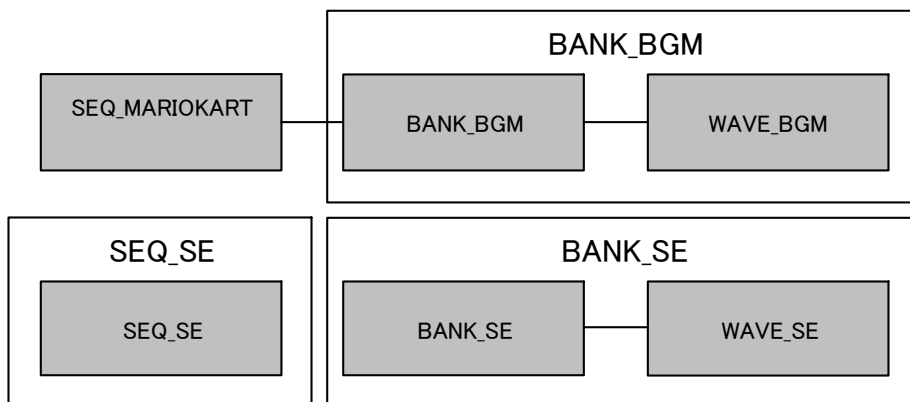 BANK_BGM
SEQ_MARIOKART
BANK_BGM
WAVE_BGM
SEQ_SE
BANK_SE
SEQ_SE
BANK_SE
WAVE_SE